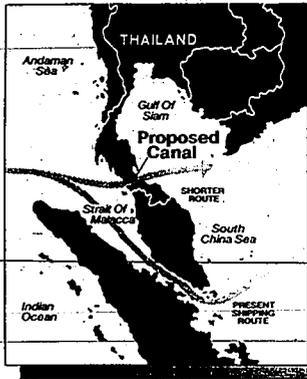 THAILAND
Andaman
Sea
Gulf Of
Siam
Proposed
Canal
SHORTER
ROUTE
Strait Of
Malacca
South
China Sea
Indian
Ocean
PRESENT
SHIPPING
ROUTE